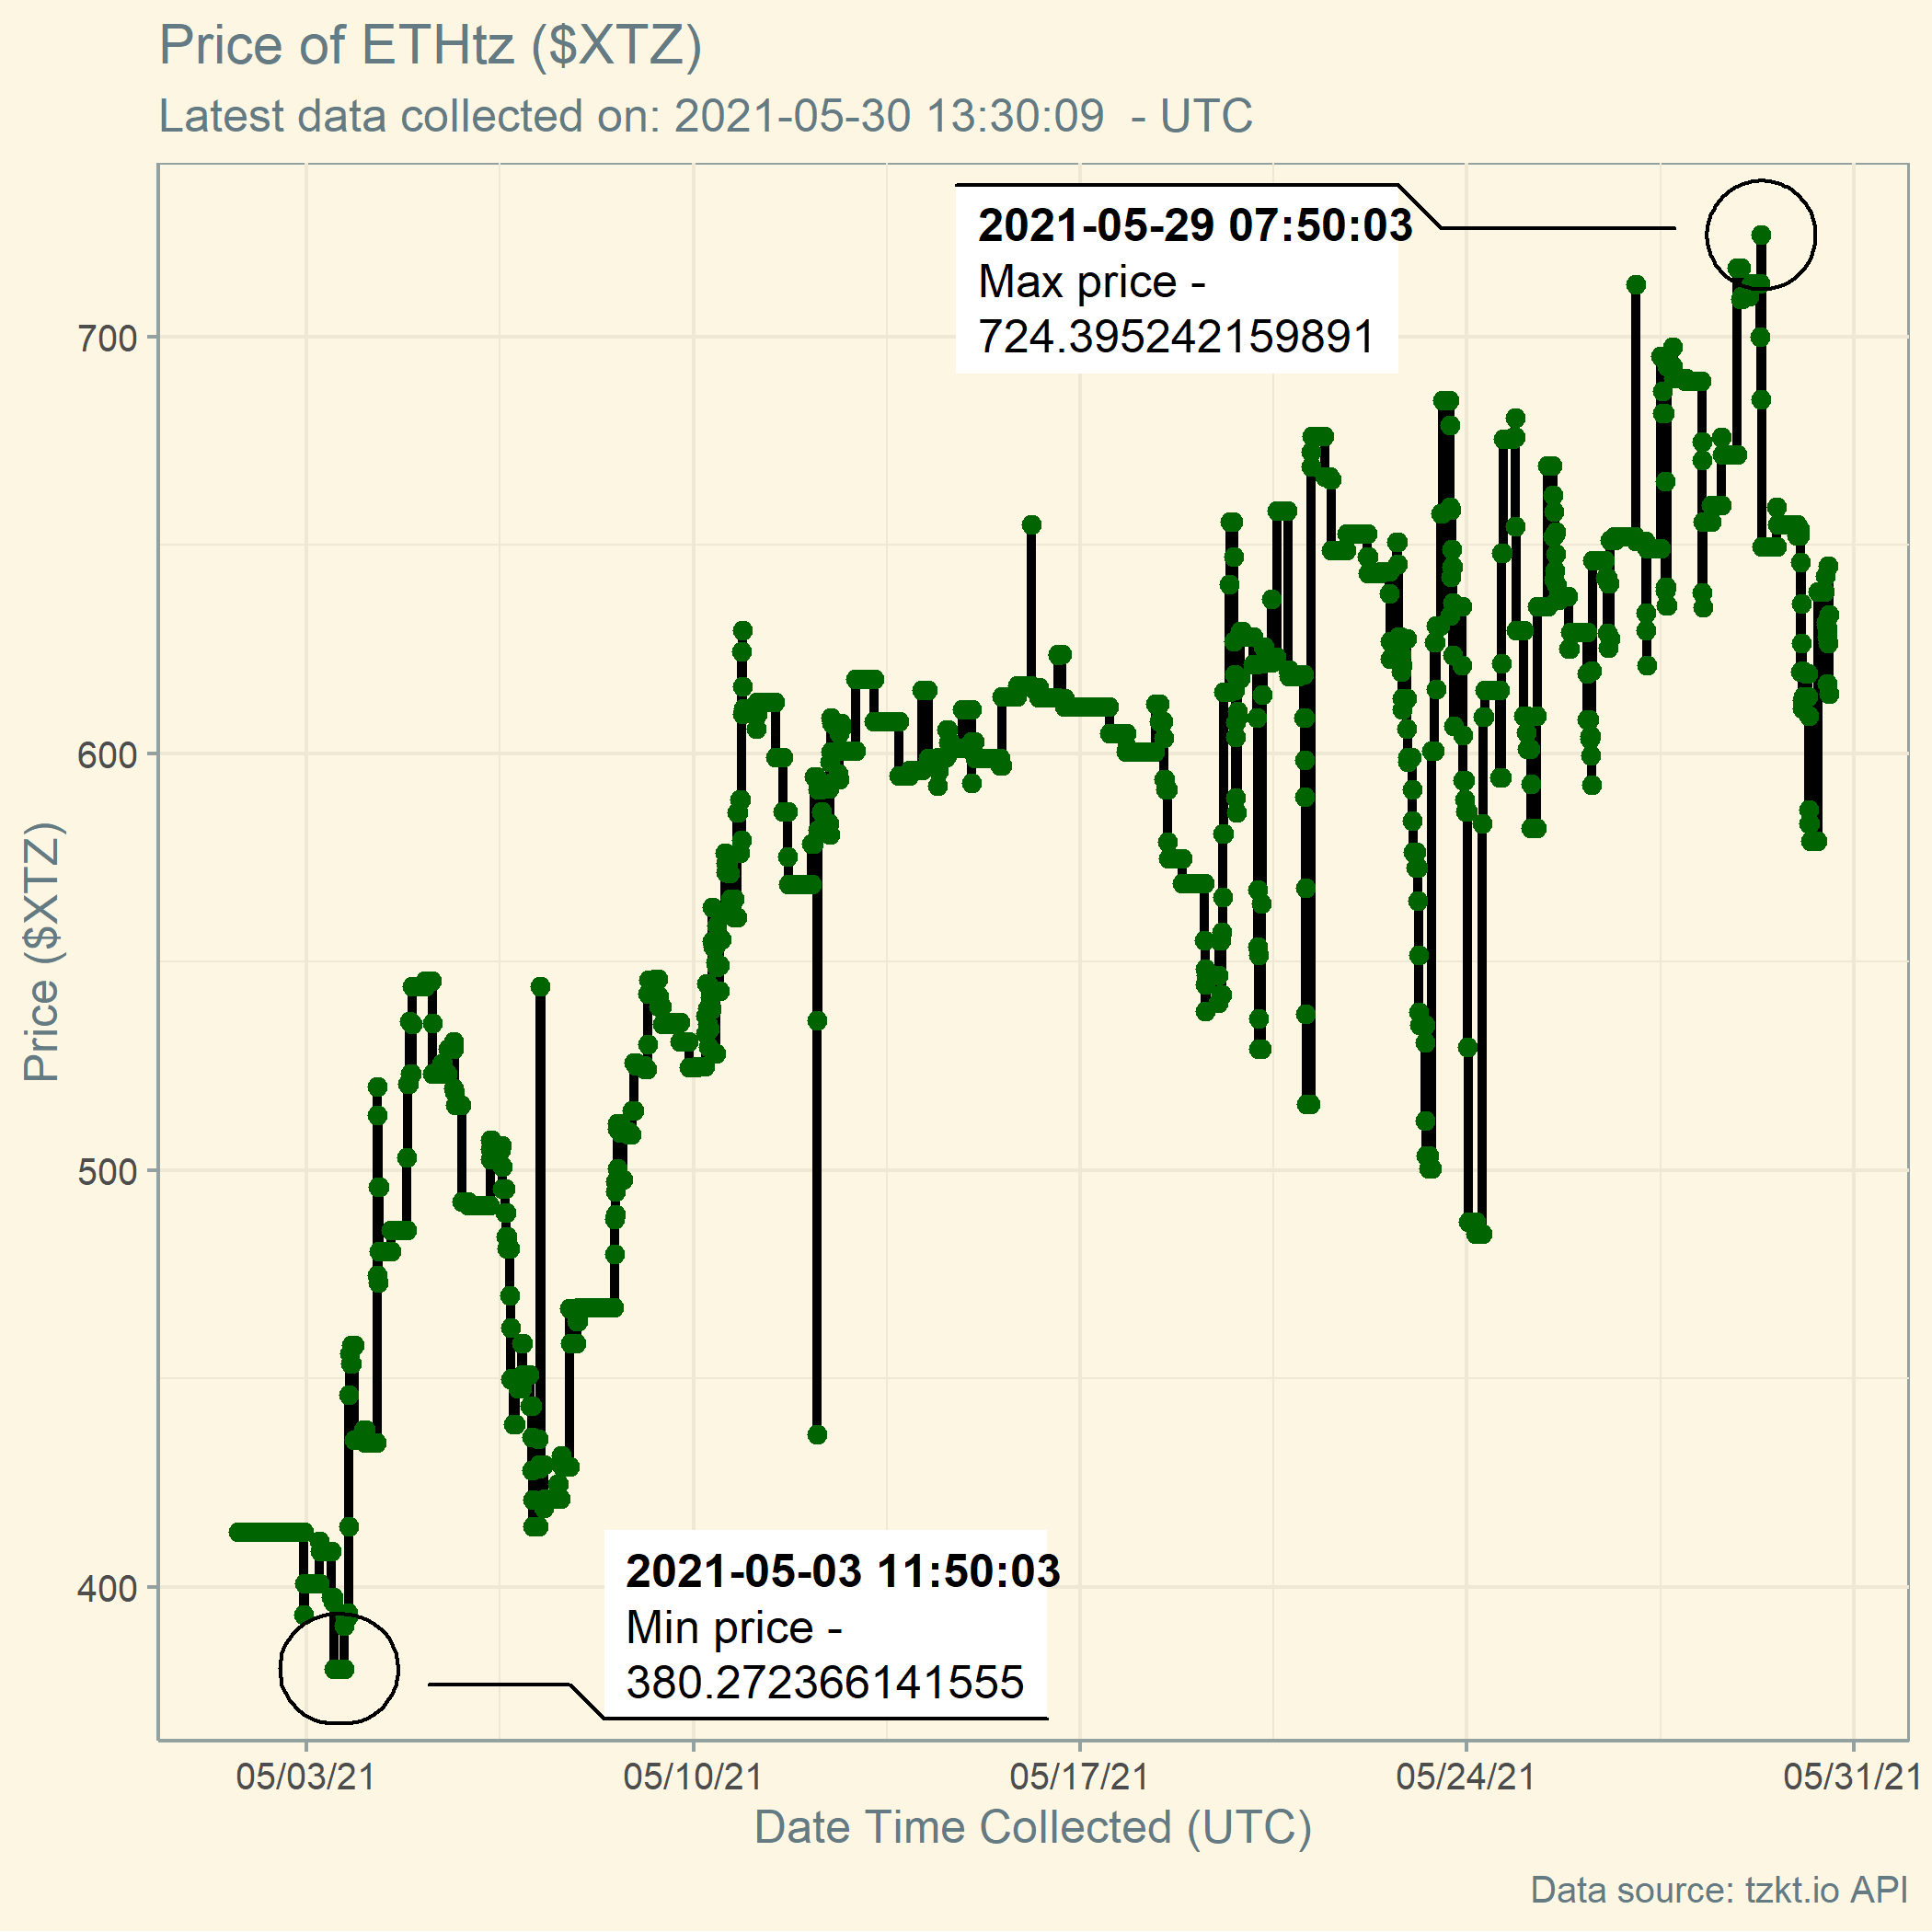 Price of ETHtz ($XTZ)
Latest data collected on: 2021-05-30 13:30:09  - UTC
2021-05-29 07:50:03
Max price -
724.395242159891
700
600
500
400
Price ($XTZ)
2021-05-03 11:50:03
Min price -
380.272366141555
05/03/21
05/10/21
05/17/21
05/24/21
05/31/21
Date Time Collected (UTC)
Data source: tzkt.io API